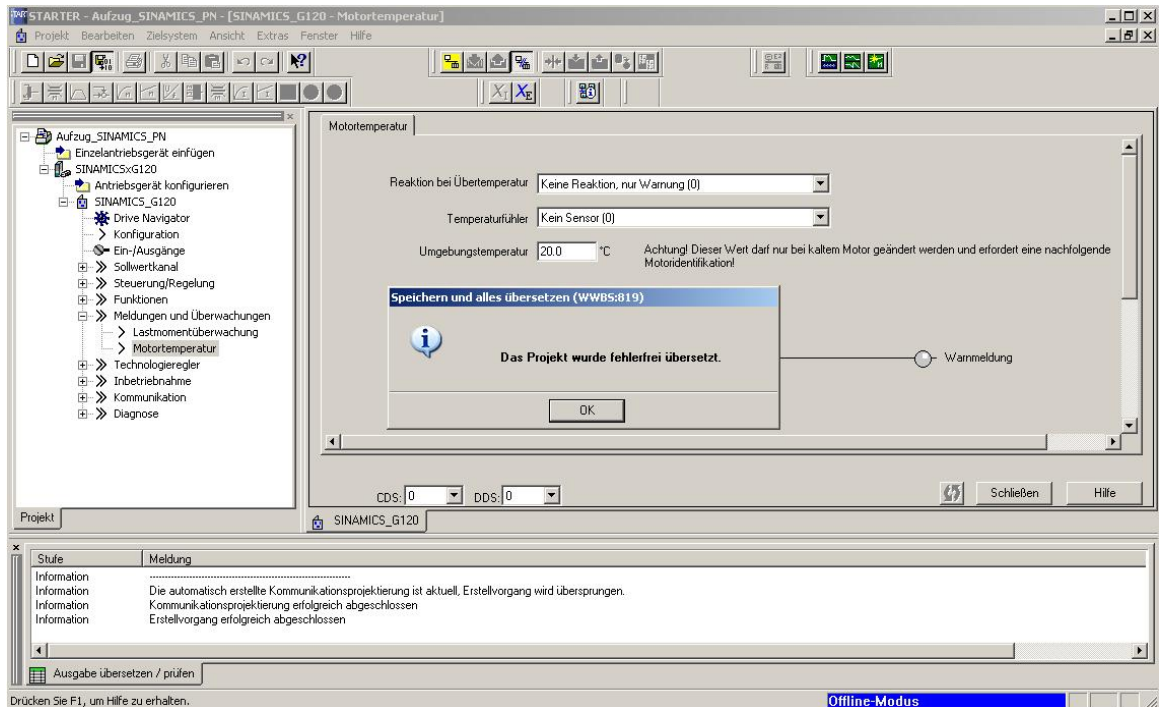 STARTER - Aufzug_SINAMICS_PN - [SINAMICS_G120 - Motortemperatur]
Projekt Bearbeiten Zielsystem Ansicht Extras Fenster Hilfe
Aufzug_SINAMICS_PN
Einzelantriebsgerät einfügen
SINAMICSxG120
Antriebsgerät konfigurieren
SINAMICS_G120
Drive Navigator
Konfiguration
Ein-/Ausgänge
Sollwertkanal
Steuerung/Regelung
Funktionen
Meldungen und Überwachungen
Lastmomentüberwachung
Motortemperatur
Technologieregler
Inbetriebnahme
Kommunikation
Diagnose
Projekt
Motortemperatur
Reaktion bei Übertemperatur Keine Reaktion, nur Warnung (0)
Temperaturfühler Kein Sensor (0)
Umgebungstemperatur 20.0 °C Achtung! Dieser Wert darf nur bei kaltem Motor geändert werden und erfordert eine nachfolgende
Motoridentifikation!
Speichern und alles übersetzen (WWBS:819)
Das Projekt wurde fehlerfrei übersetzt.
OK
Warnmeldung
CDS: 0 DDS: 0 Schließen Hilfe
SINAMICS_G120
Stufe Meldung
Information ------------------------------------------------------------------
Information Die automatisch erstellte Kommunikationsprojektierung ist aktuell, Erstellvorgang wird übersprungen.
Information Kommunikationsprojektierung erfolgreich abgeschlossen
Information Erstellvorgang erfolgreich abgeschlossen
Ausgabe übersetzen / prüfen
Drücken Sie F1, um Hilfe zu erhalten. Offline-Modus